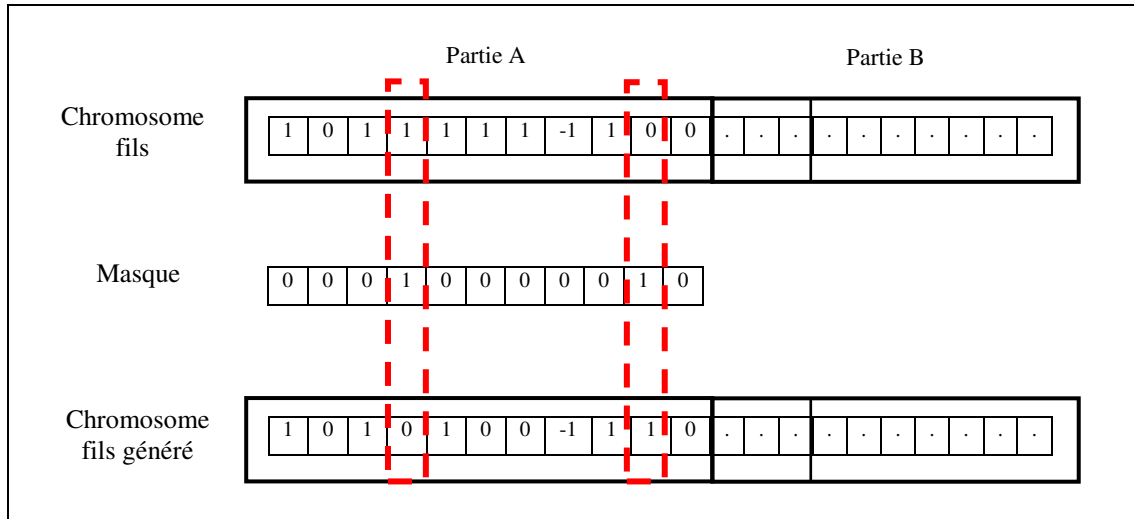 Partie A Partie B
Chromosome
fils
1 0 1 1 1 1 1 -1 1 0 0 . . . . . . . . .
Masque
0 0 0 1 0 0 0 0 0 1 0
Chromosome
fils généré
1 0 1 0 1 0 0 -1 1 1 0 . . . . . . . . .